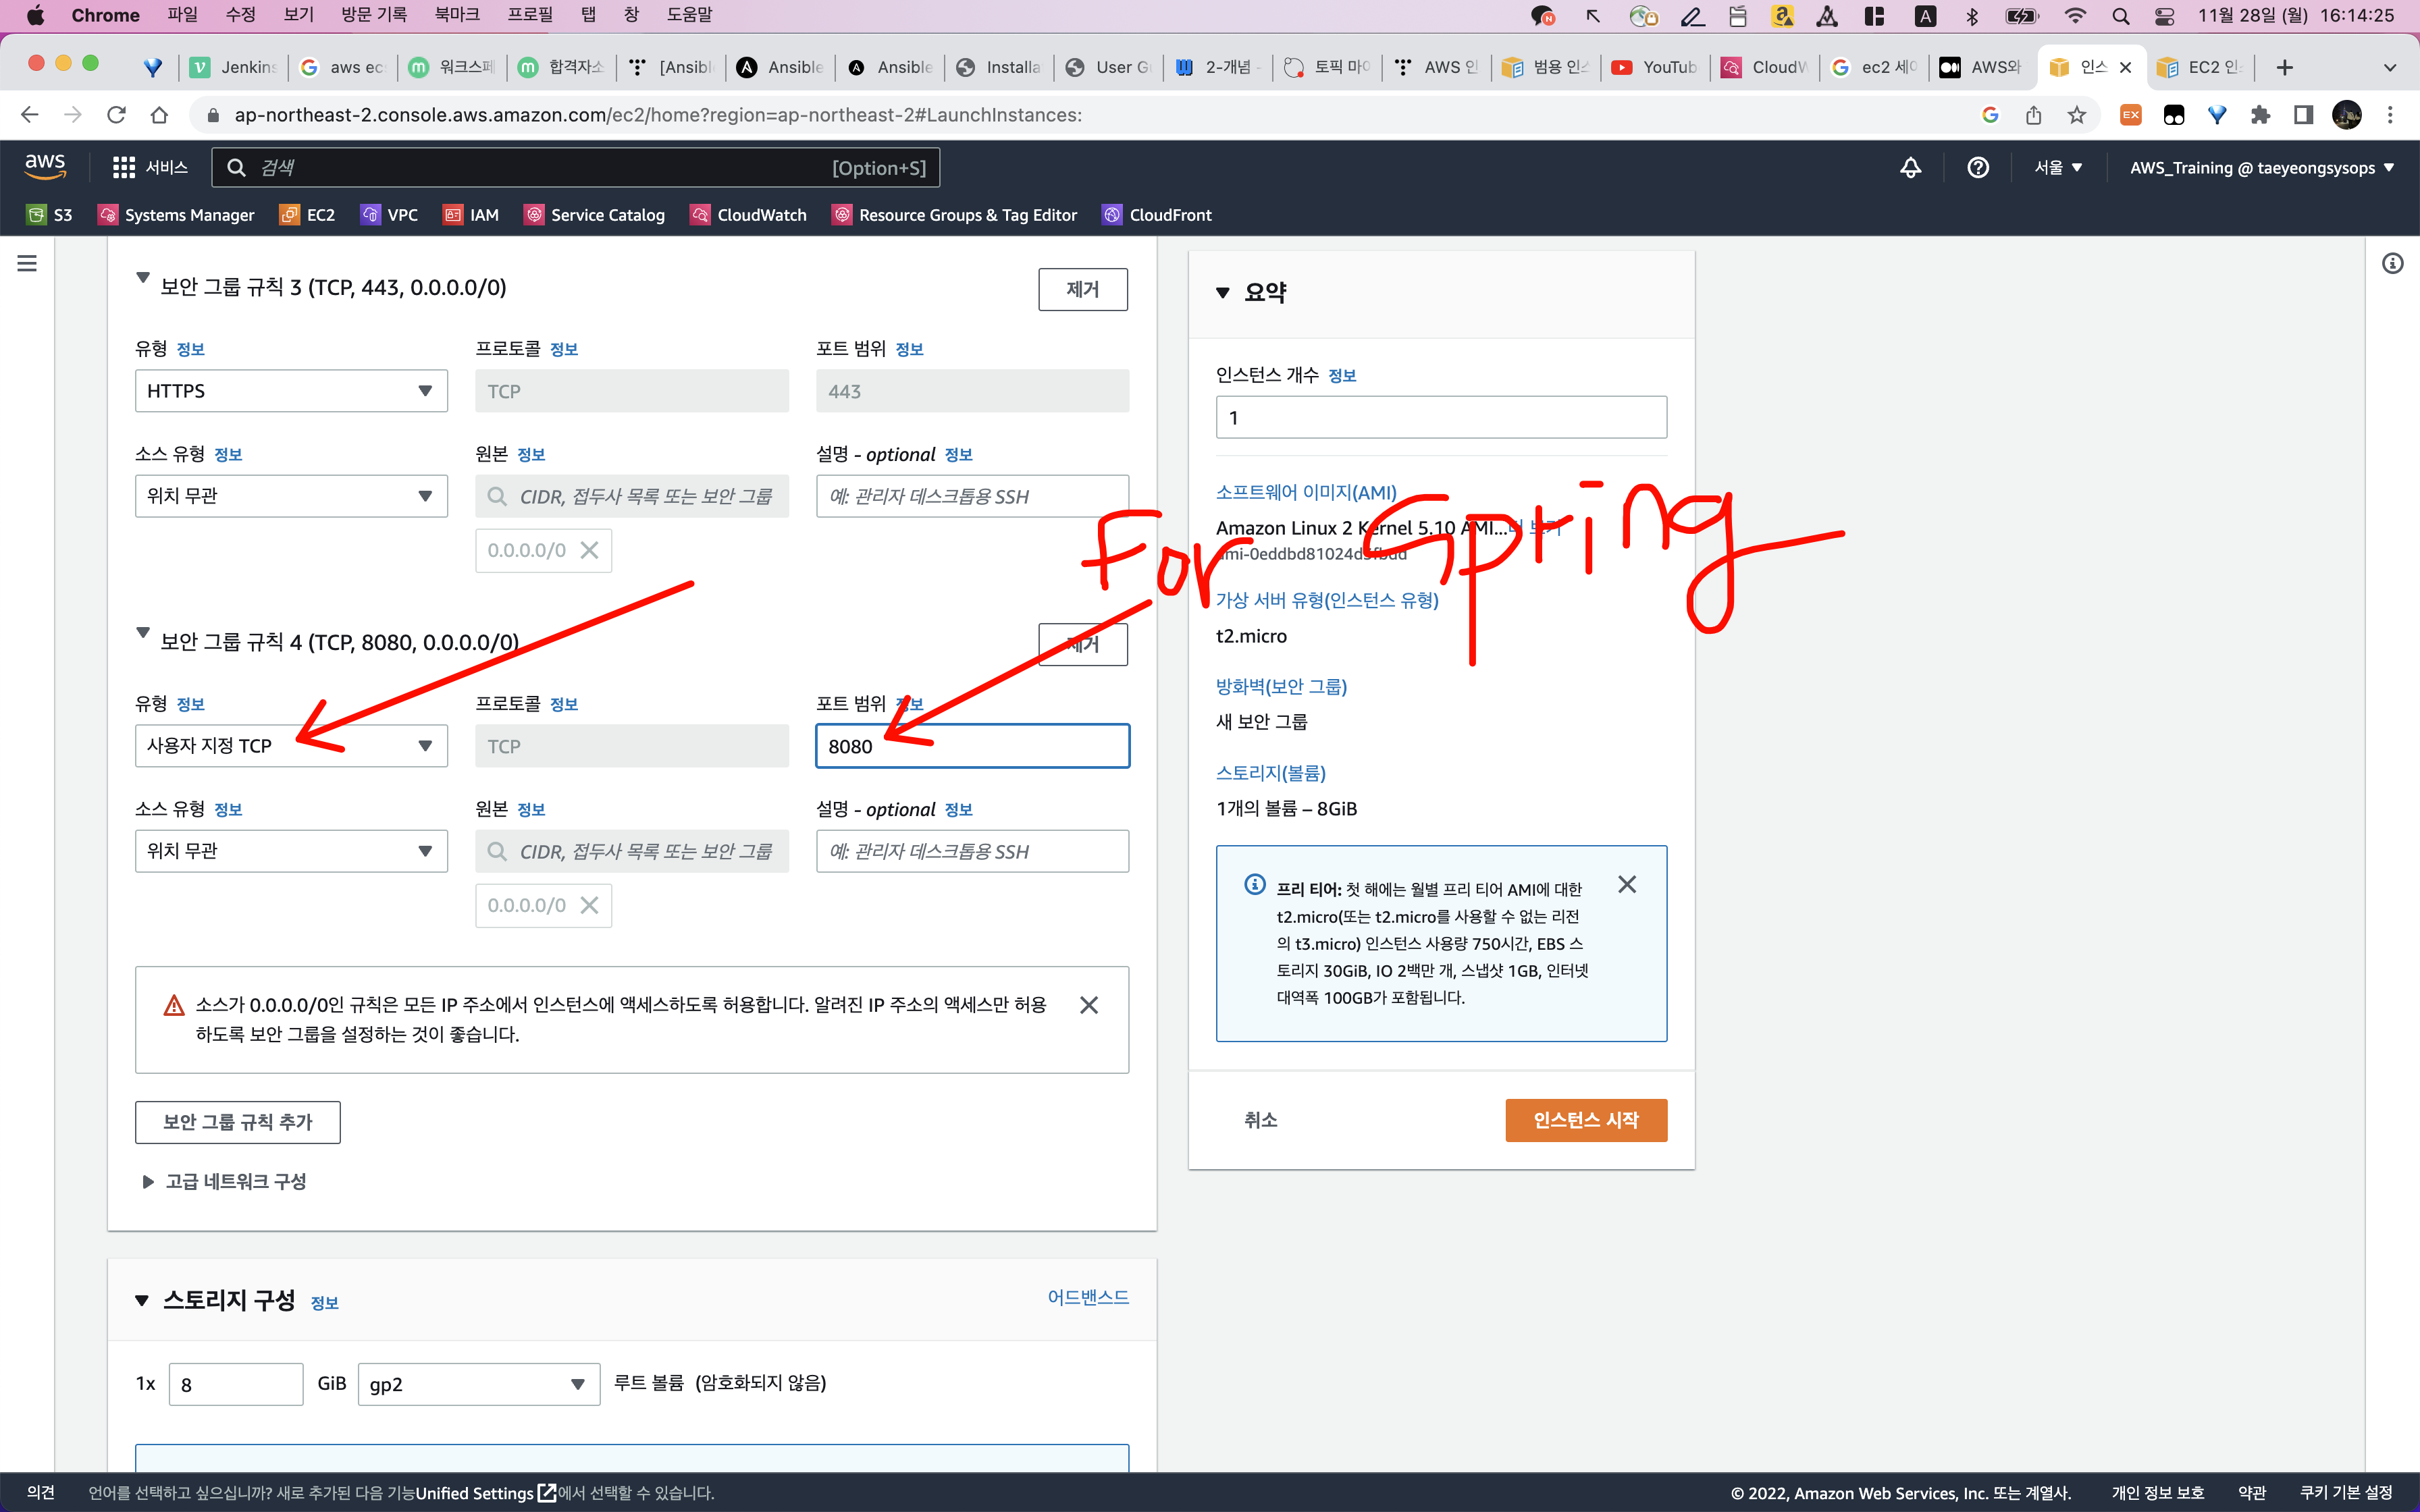 Chrome 파일 수정 보기 방문 기록 북마크 프로필 탭 창 도움말 11월 28일 (월) 16:14:25
Jenkins aws ec 워크스페 합격자소 [Ansibl Ansible Ansible Installa User G 2-개념 - 토픽 마이 AWS 인 범용 인스 YouTub CloudW ec2 세 AWS와 인스 EC2 인
ap-northeast-2.console.aws.amazon.com/ec2/home?region=ap-northeast-2#LaunchInstances:
aws 서비스 검색 [Option+S] 서울 AWS_Training @ taeyeongsysops
S3 Systems Manager EC2 VPC IAM Service Catalog CloudWatch Resource Groups & Tag Editor CloudFront
보안 그룹 규칙 3 (TCP, 443, 0.0.0.0/0) 제거
유형 정보 프로토콜 정보 포트 범위 정보
HTTPS TCP 443
소스 유형 정보 원본 정보 설명 - optional 정보
위치 무관 CIDR, 접두사 목록 또는 보안 그룹 예: 관리자 데스크톱용 SSH
0.0.0.0/0
보안 그룹 규칙 4 (TCP, 8080, 0.0.0.0/0) 제거
유형 정보 프로토콜 정보 포트 범위 정보
사용자 지정 TCP TCP 8080
소스 유형 정보 원본 정보 설명 - optional 정보
위치 무관 CIDR, 접두사 목록 또는 보안 그룹 예: 관리자 데스크톱용 SSH
0.0.0.0/0
소스가 0.0.0.0/0인 규칙은 모든 IP 주소에서 인스턴스에 액세스하도록 허용합니다. 알려진 IP 주소의 액세스만 허용
하도록 보안 그룹을 설정하는 것이 좋습니다.
보안 그룹 규칙 추가
고급 네트워크 구성
스토리지 구성 정보 어드밴스드
1x 8 GiB gp2 루트 볼륨 (암호화되지 않음)
For Spring
요약
인스턴스 개수 정보
1
소프트웨어 이미지(AMI)
Amazon Linux 2 Kernel 5.10 AMI...더 보기
ami-0eddbd81024d3fbdd
가상 서버 유형(인스턴스 유형)
t2.micro
방화벽(보안 그룹)
새 보안 그룹
스토리지(볼륨)
1개의 볼륨 – 8GiB
프리 티어: 첫 해에는 월별 프리 티어 AMI에 대한
t2.micro(또는 t2.micro를 사용할 수 없는 리전
의 t3.micro) 인스턴스 사용량 750시간, EBS 스
토리지 30GiB, IO 2백만 개, 스냅샷 1GB, 인터넷
대역폭 100GB가 포함됩니다.
취소 인스턴스 시작
의견 언어를 선택하고 싶으십니까? 새로 추가된 다음 기능Unified Settings에서 선택할 수 있습니다. © 2022, Amazon Web Services, Inc. 또는 계열사. 개인 정보 보호 약관 쿠키 기본 설정